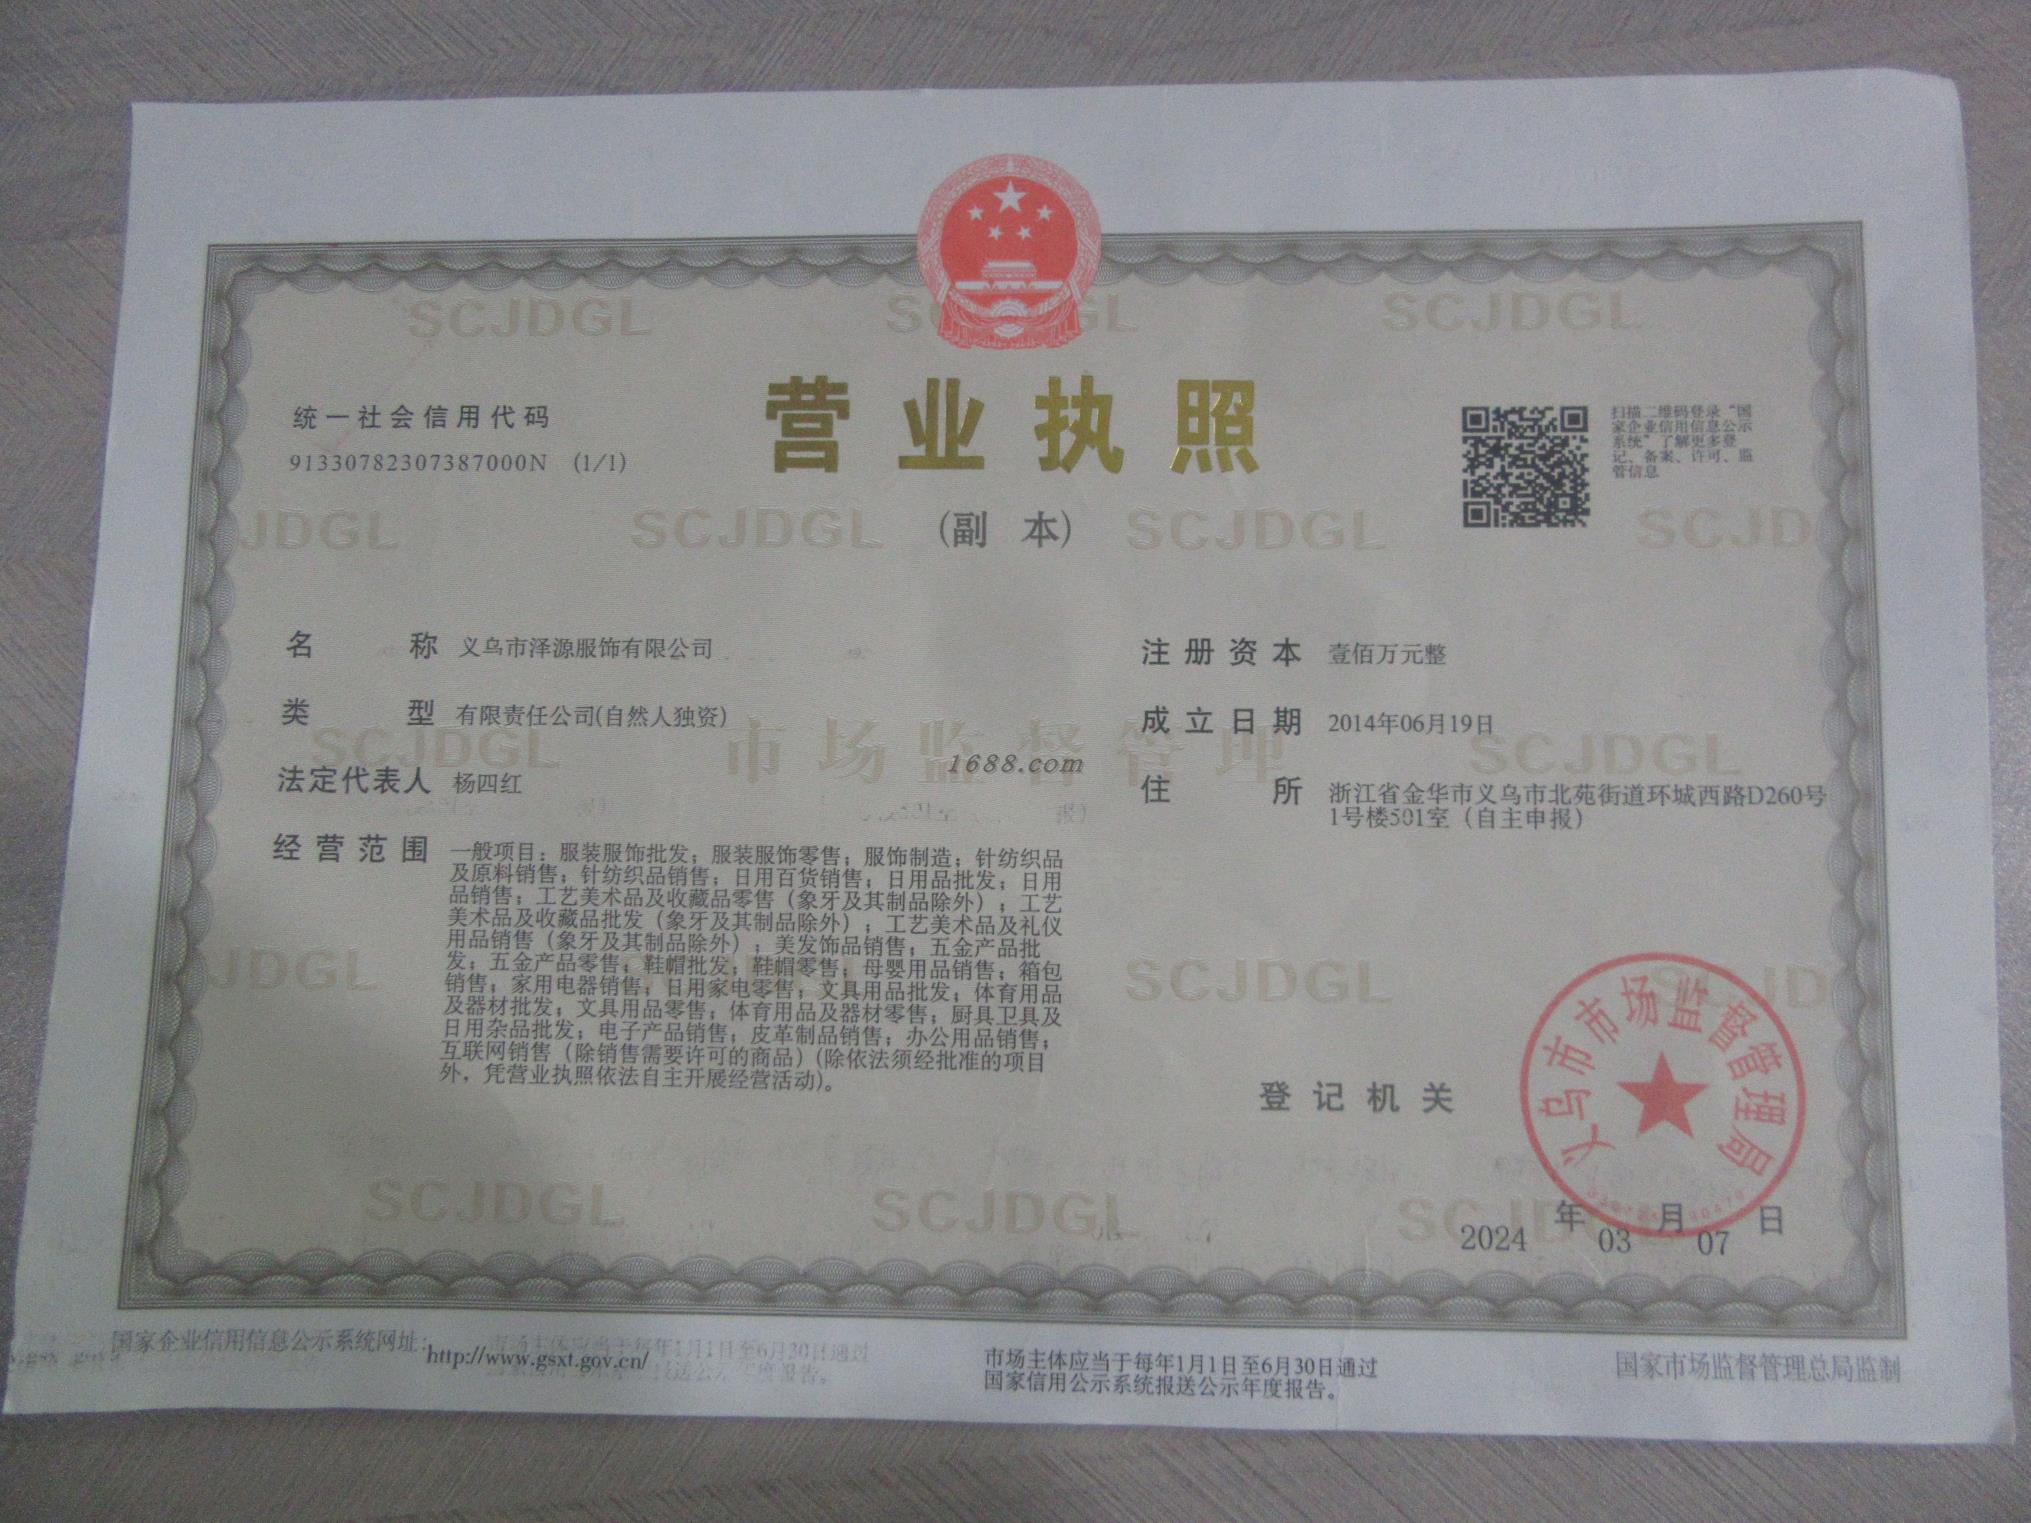 营业执照
(副 本)
统一社会信用代码
91330782307387000N (1/1)
扫描二维码登录“国
家企业信用信息公示
系统”了解更多登
记、备案、许可、监
管信息
名 称 义乌市泽源服饰有限公司
类 型 有限责任公司(自然人独资)
法定代表人 杨四红
经营范围 一般项目：服装服饰批发；服装服饰零售；服饰制造；针纺织品
及原料销售；针纺织品销售；日用百货销售；日用品批发；日用
品销售；工艺美术品及收藏品零售（象牙及其制品除外）；工艺
美术品及收藏品批发（象牙及其制品除外）；工艺美术品及礼仪
用品销售（象牙及其制品除外）；美发饰品销售；五金产品批
发；五金产品零售；鞋帽批发；鞋帽零售；母婴用品销售；箱包
销售；家用电器销售；日用家电零售；文具用品批发；体育用品
及器材批发；文具用品零售；体育用品及器材零售；厨具卫具及
日用杂品批发；电子产品销售；皮革制品销售；办公用品销售；
互联网销售（除销售需要许可的商品）(除依法须经批准的项目
外，凭营业执照依法自主开展经营活动)。
注册资本 壹佰万元整
成立日期 2014年06月19日
住 所 浙江省金华市义乌市北苑街道环城西路D260号
1号楼501室（自主申报）
登记机关
义乌市市场监督管理局
2024年03月07日
SCJDGL
市场监督管理
1688.com
国家企业信用信息公示系统网址：http://www.gsxt.gov.cn/
市场主体应当于每年1月1日至6月30日通过
国家信用公示系统报送公示年度报告。
国家市场监督管理总局监制